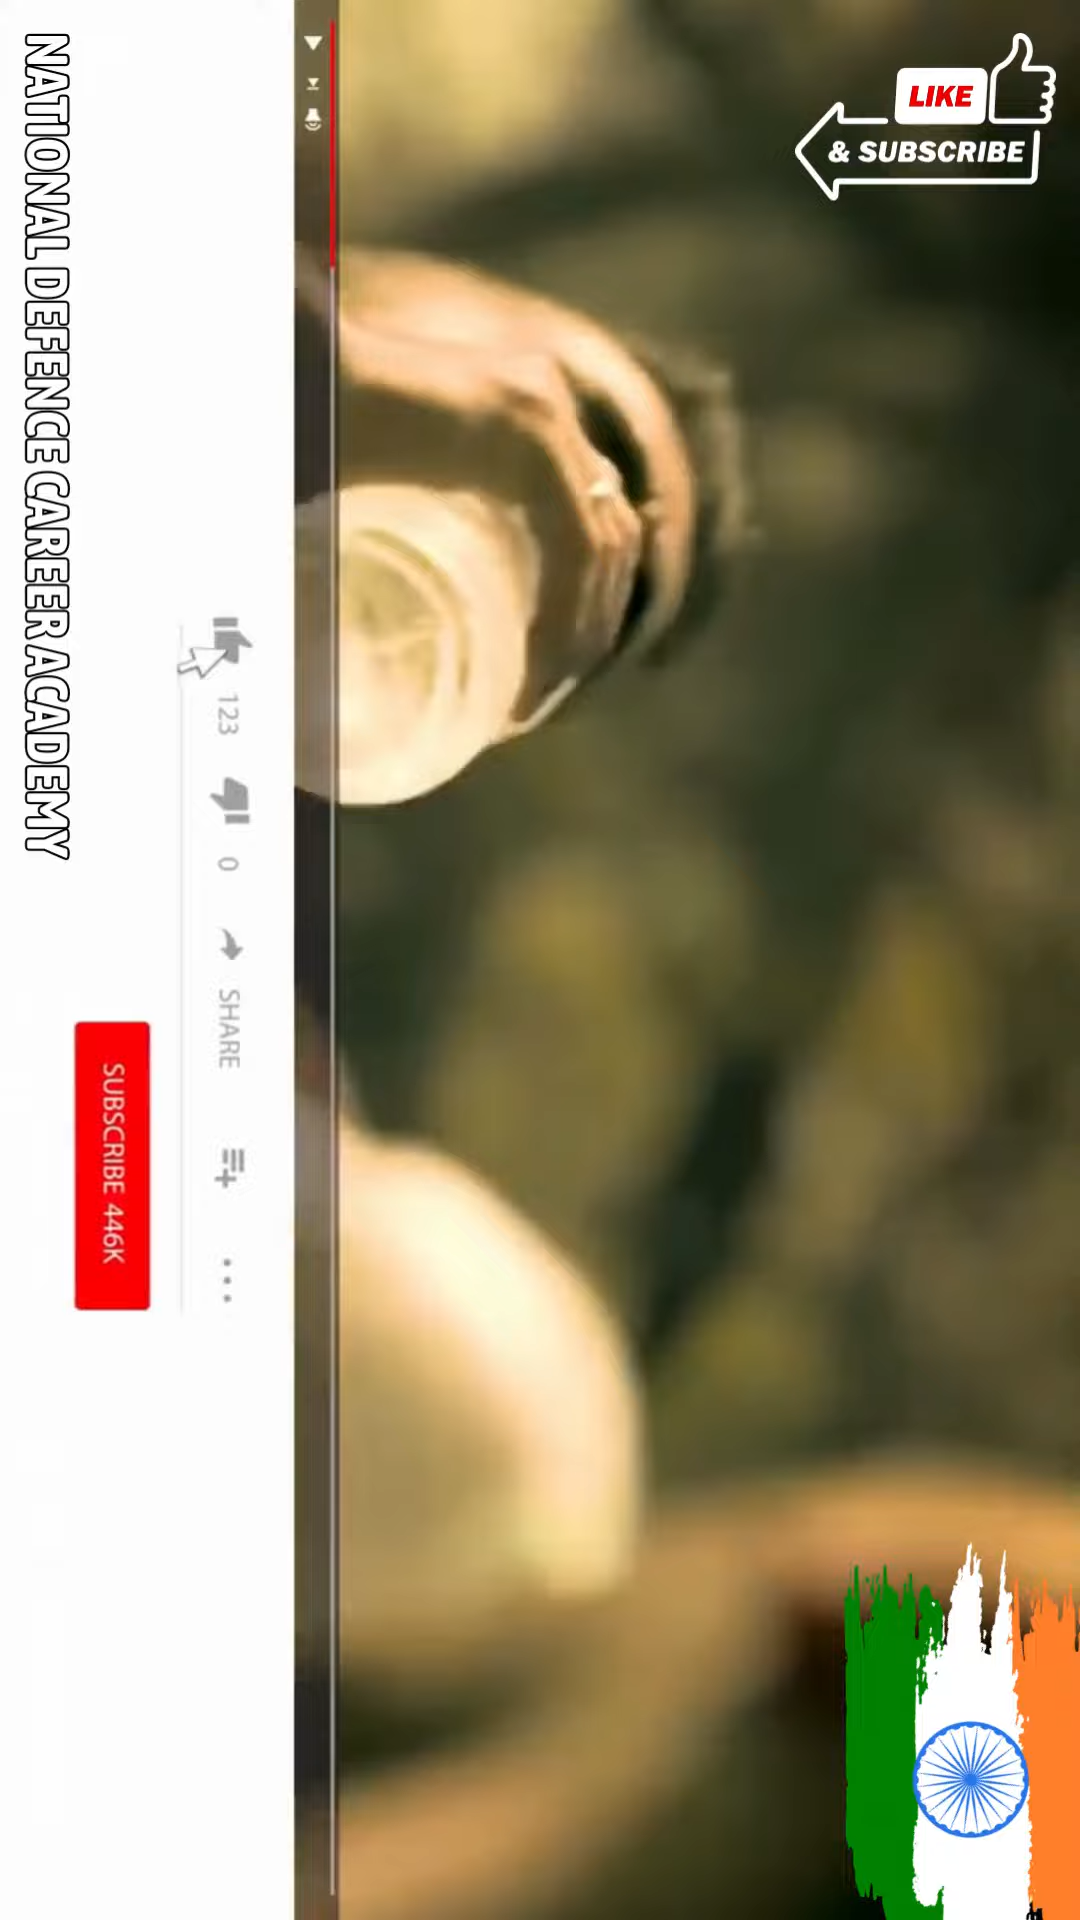 LIKE
& SUBSCRIBE
123 0 SHARE
SUBSCRIBE 446K
NATIONAL DEFENCE CAREER ACADEMY